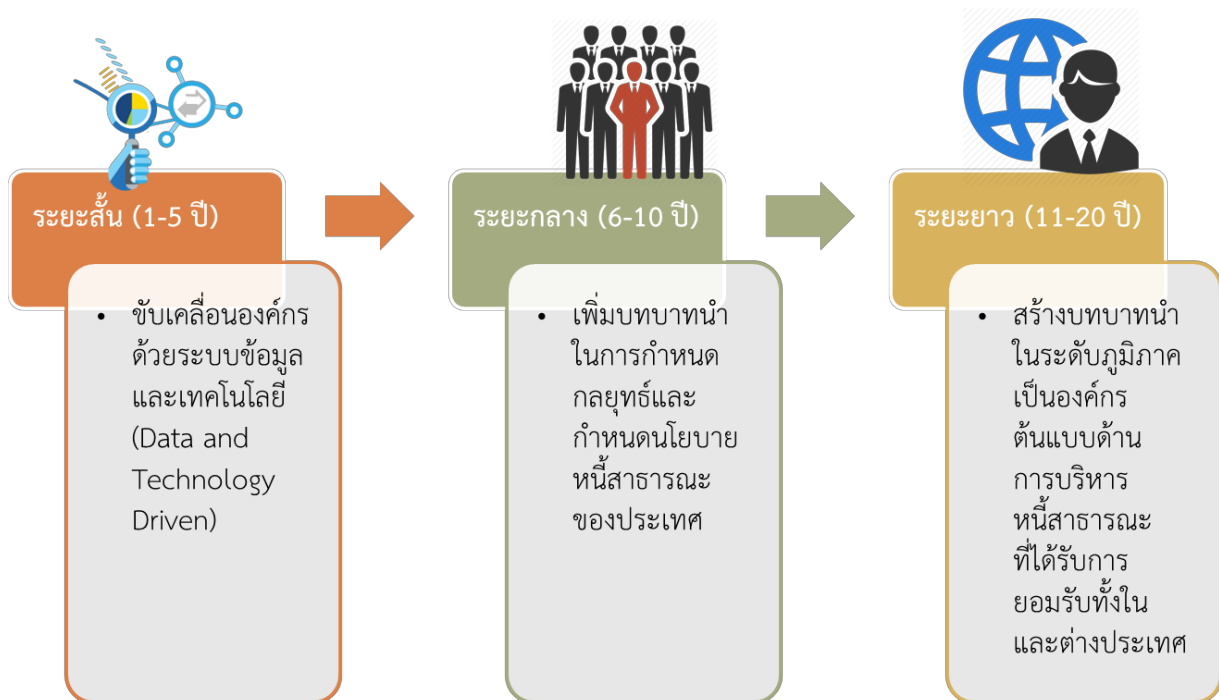 ระยะสั้น (1-5 ปี)
• ขับเคลื่อนองค์กร
ด้วยระบบข้อมูล
และเทคโนโลยี
(Data and
Technology
Driven)
ระยะกลาง (6-10 ปี)
• เพิ่มบทบาทนำ
ในการกำหนด
กลยุทธ์และ
กำหนดนโยบาย
หนี้สาธารณะ
ของประเทศ
ระยะยาว (11-20 ปี)
• สร้างบทบาทนำ
ในระดับภูมิภาค
เป็นองค์กร
ต้นแบบด้าน
การบริหาร
หนี้สาธารณะ
ที่ได้รับการ
ยอมรับทั้งใน
และต่างประเทศ